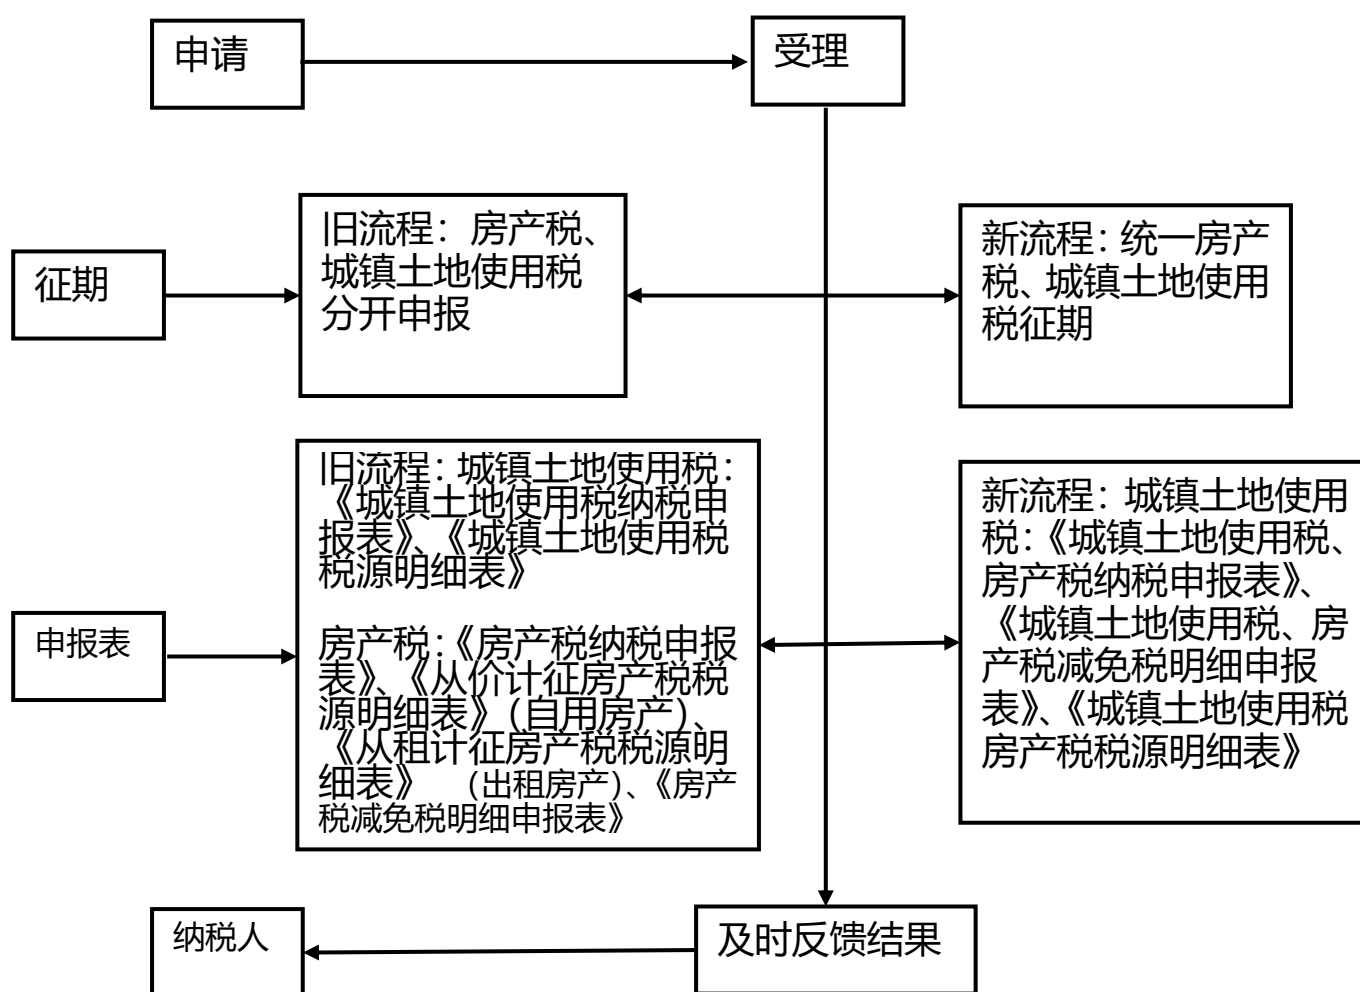 申请
受理
征期
旧流程：房产税、
城镇土地使用税
分开申报
新流程：统一房产
税、城镇土地使用
税征期
申报表
旧流程：城镇土地使用税：
《城镇土地使用税纳税申
报表》、《城镇土地使用税
税源明细表》
房产税：《房产税纳税申报
表》、《从价计征房产税税
源明细表》（自用房产）、
《从租计征房产税税源明
细表》 （出租房产）、《房产
税减免税明细申报表》
新流程：城镇土地使用
税：《城镇土地使用税、
房产税纳税申报表》、
《城镇土地使用税、房
产税减免税明细申报
表》、《城镇土地使用税
房产税税源明细表》
纳税人
及时反馈结果